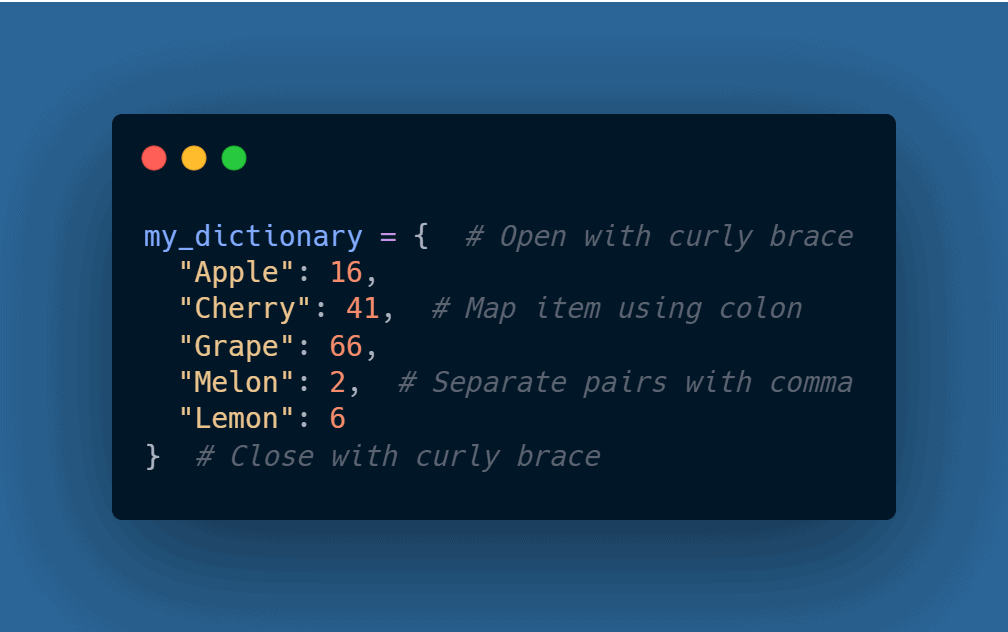 my_dictionary = {  # Open with curly brace
  "Apple": 16,
  "Cherry": 41,  # Map item using colon
  "Grape": 66,
  "Melon": 2,  # Separate pairs with comma
  "Lemon": 6
}  # Close with curly brace